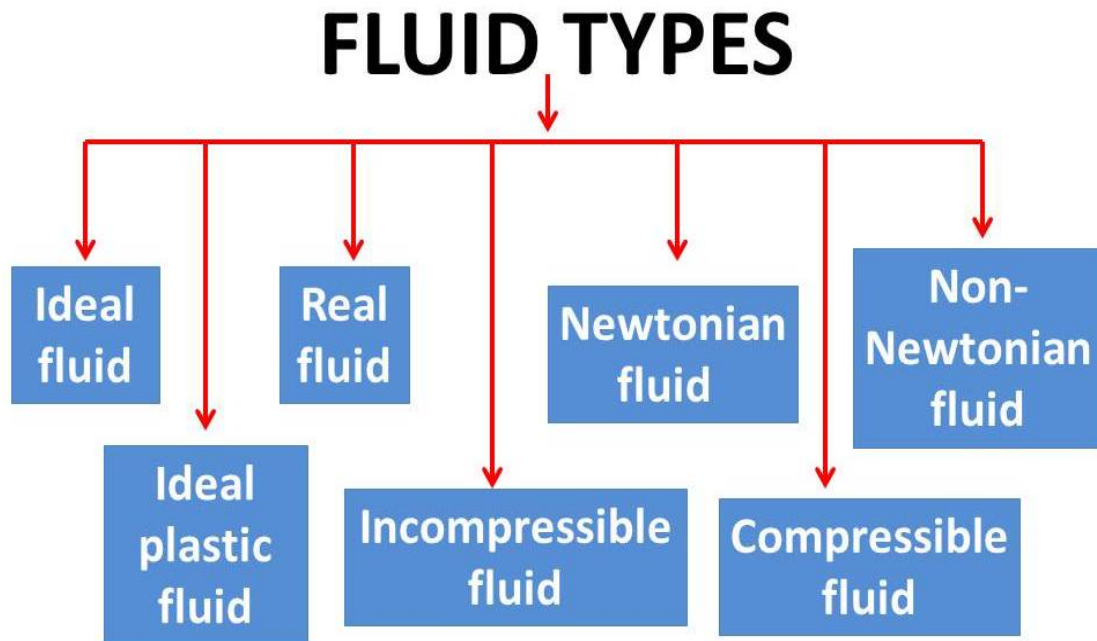 FLUID TYPES
Ideal
fluid
Real
fluid
Newtonian
fluid
Non-
Newtonian
fluid
Ideal
plastic
fluid
Incompressible
fluid
Compressible
fluid